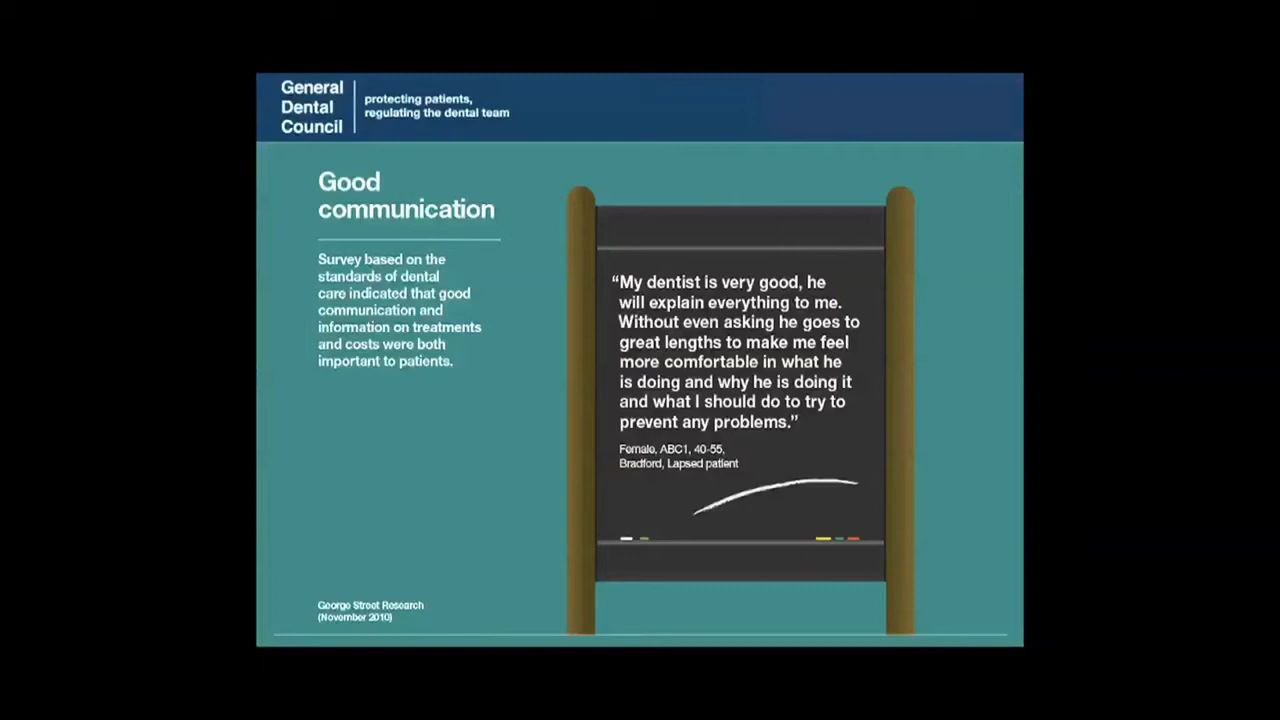 General
Dental
Council
protecting patients,
regulating the dental team
Good
communication
Survey based on the
standards of dental
care indicated that good
communication and
information on treatments
and costs were both
important to patients.
“My dentist is very good, he
will explain everything to me.
Without even asking he goes to
great lengths to make me feel
more comfortable in what he
is doing and why he is doing it
and what I should do to try to
prevent any problems.”
Female, ABC1, 40-55,
Bradford, Lapsed patient
George Street Research
(November 2010)